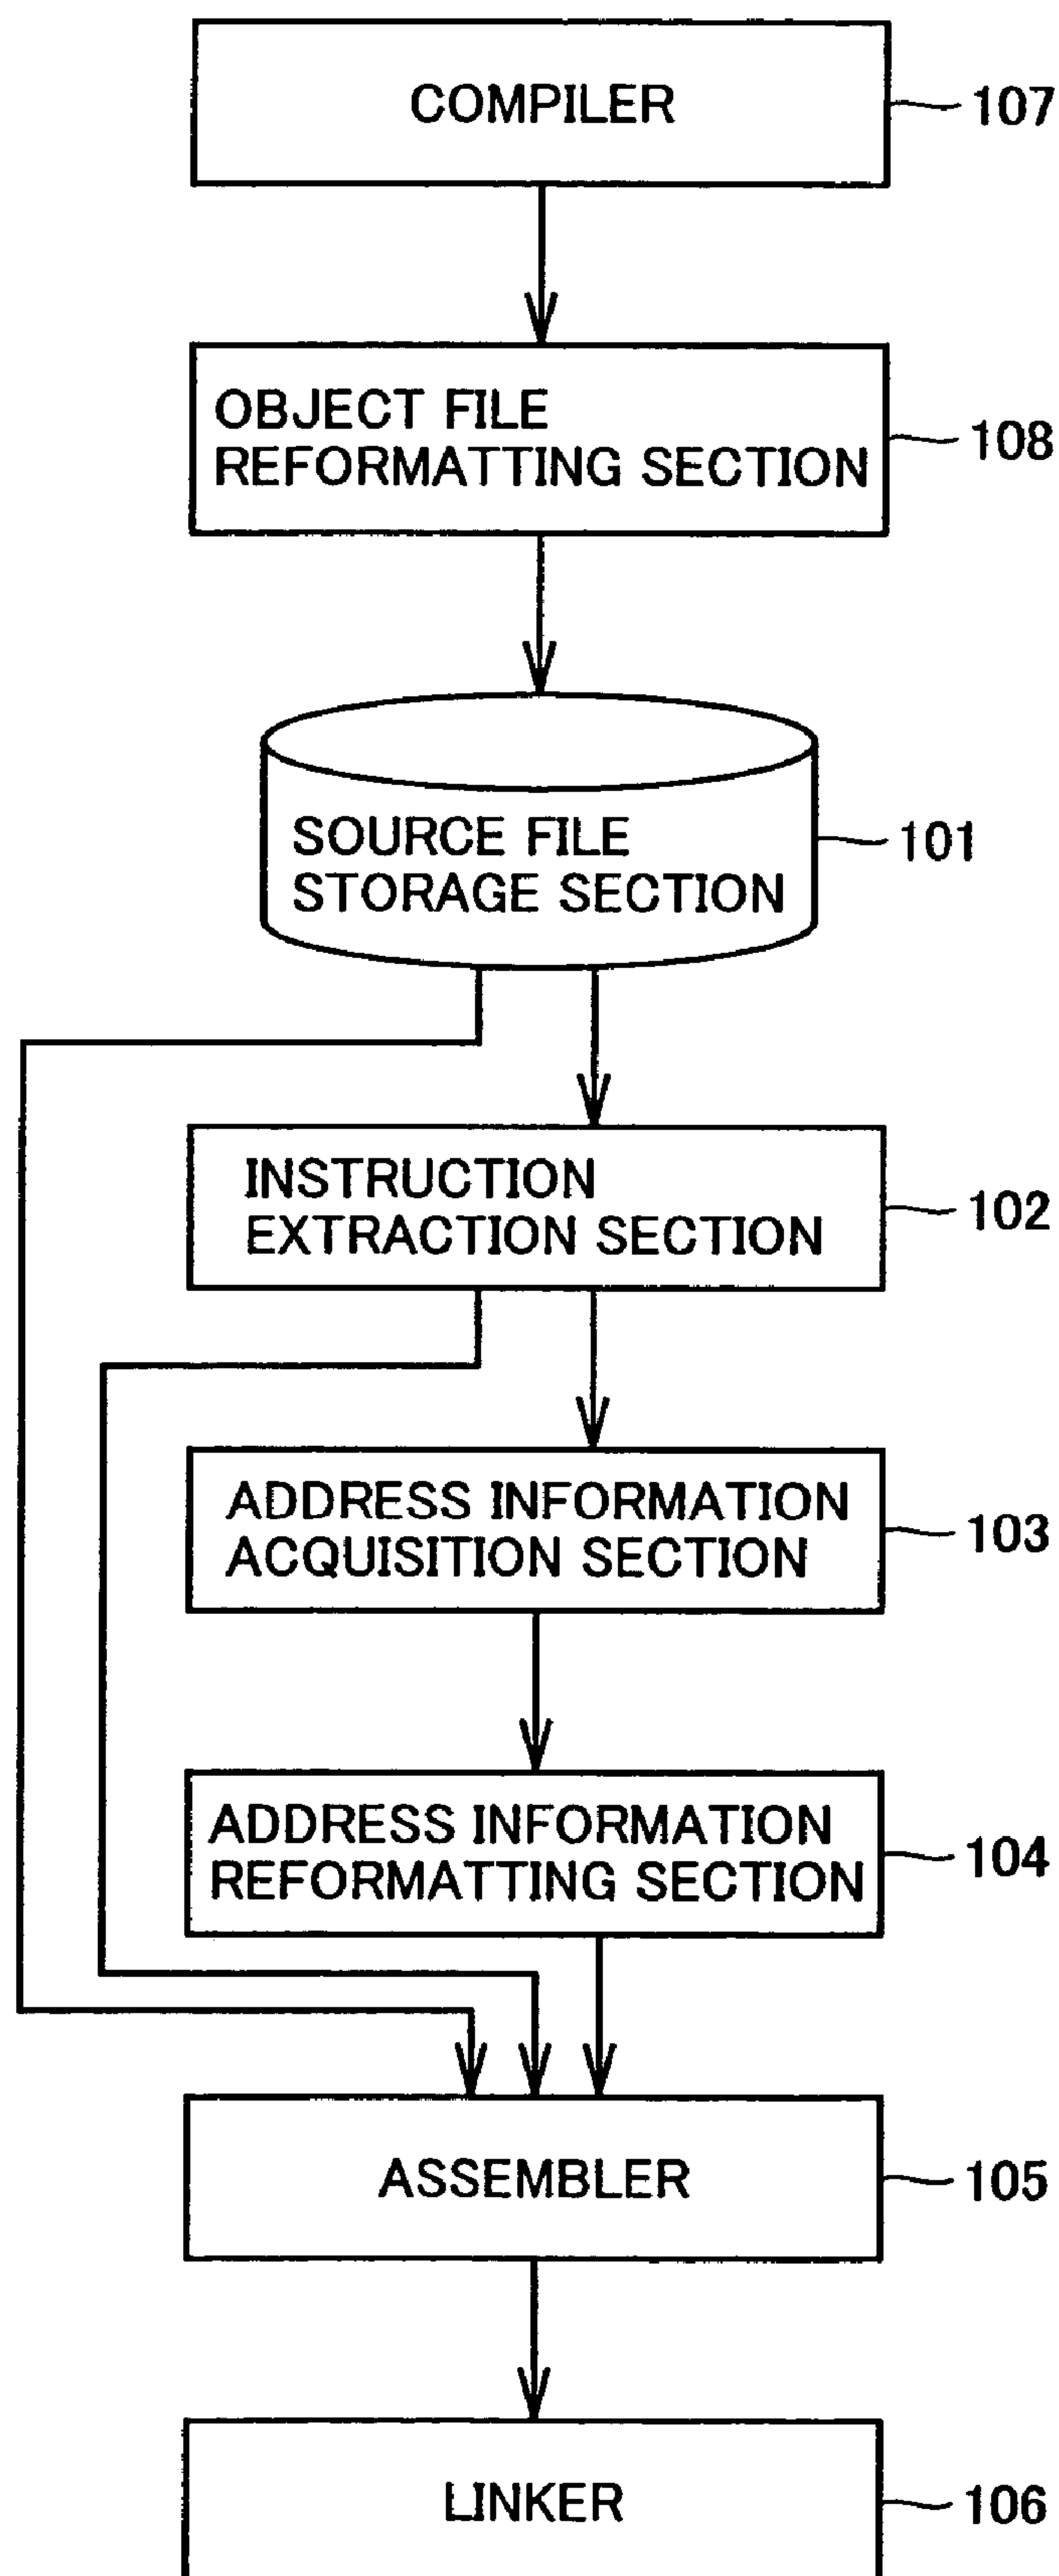 COMPILER
107
OBJECT FILE
REFORMATTING SECTION
108
SOURCE FILE
STORAGE SECTION
101
INSTRUCTION
EXTRACTION SECTION
102
ADDRESS INFORMATION
ACQUISITION SECTION
103
ADDRESS INFORMATION
REFORMATTING SECTION
104
ASSEMBLER
105
LINKER
106